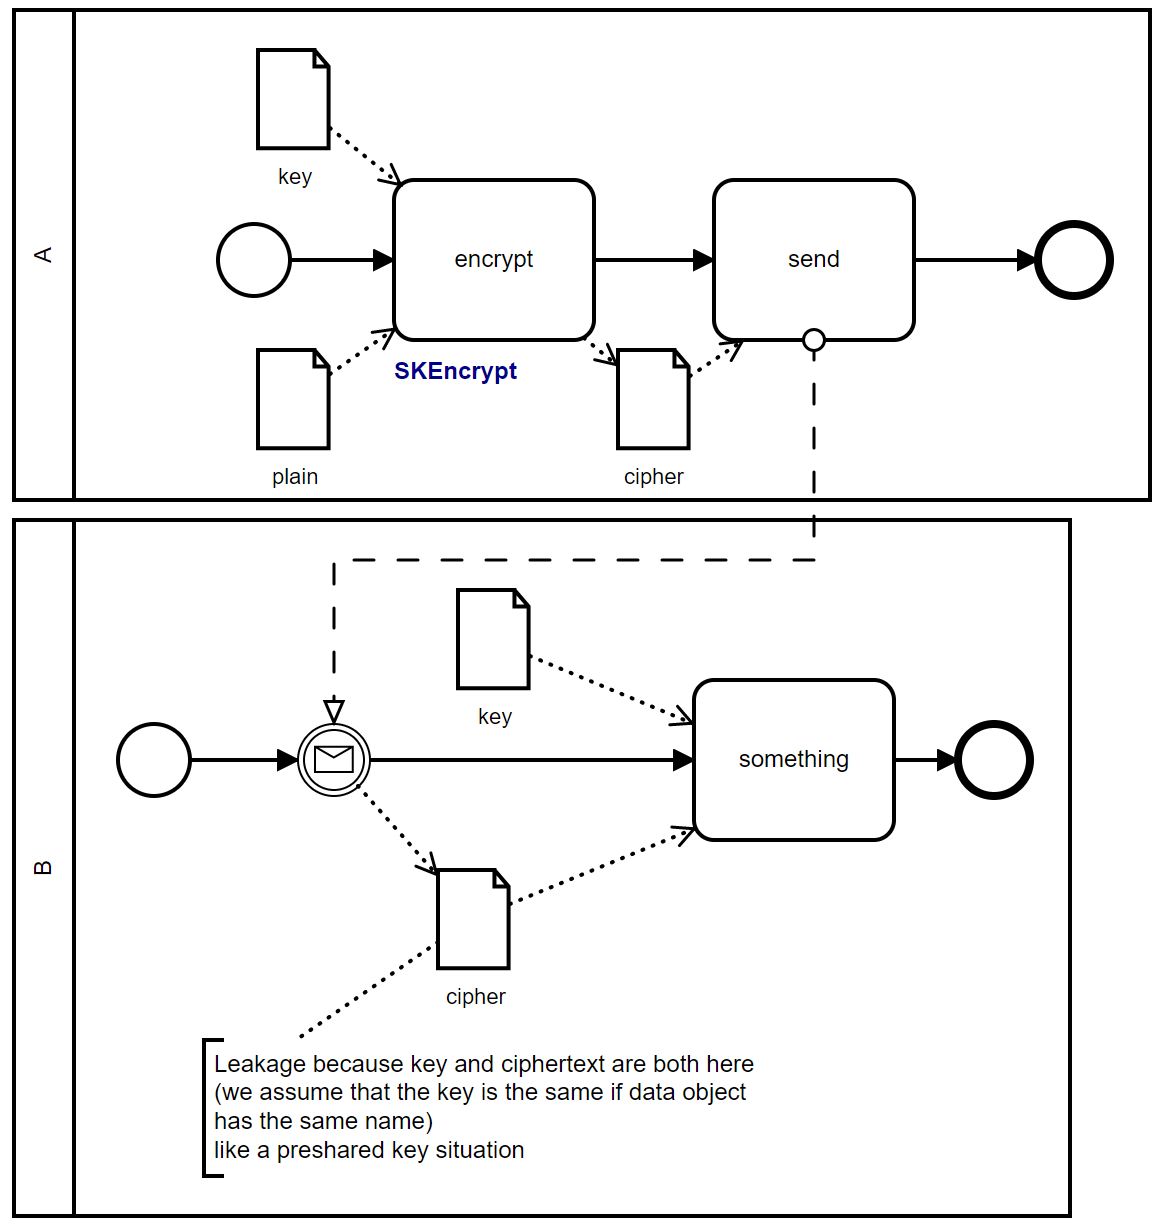 A
key
encrypt
send
SKEncrypt
plain
cipher
B
key
something
cipher
Leakage because key and ciphertext are both here
(we assume that the key is the same if data object
has the same name)
like a preshared key situation